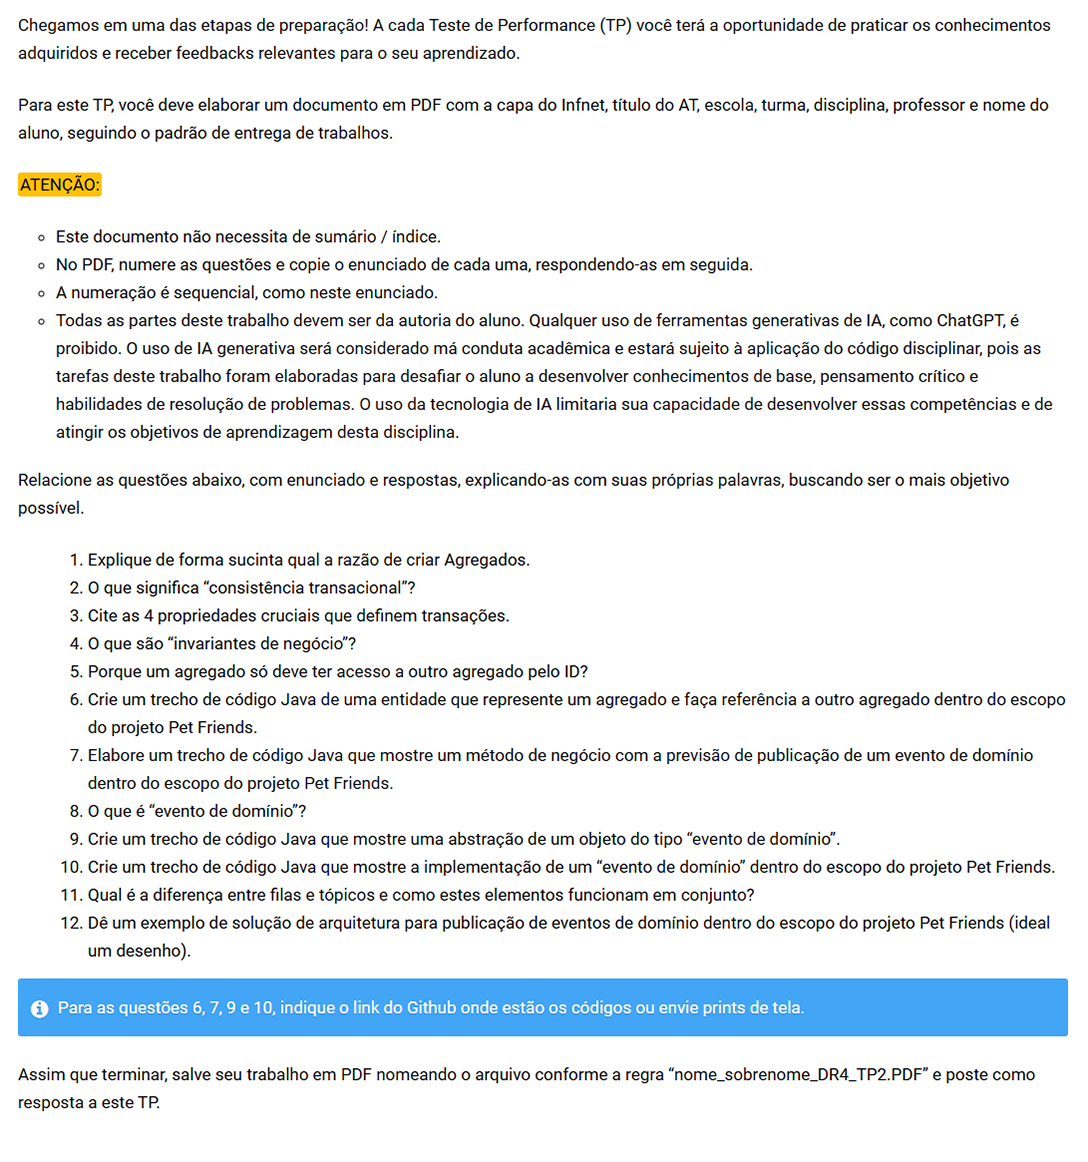 Chegamos em uma das etapas de preparação! A cada Teste de Performance (TP) você terá a oportunidade de praticar os conhecimentos
adquiridos e receber feedbacks relevantes para o seu aprendizado.
Para este TP, você deve elaborar um documento em PDF com a capa do Infnet, título do AT, escola, turma, disciplina, professor e nome do
aluno, seguindo o padrão de entrega de trabalhos.
ATENÇÃO:
Este documento não necessita de sumário / índice.
No PDF, numere as questões e copie o enunciado de cada uma, respondendo-as em seguida.
A numeração é sequencial, como neste enunciado.
Todas as partes deste trabalho devem ser da autoria do aluno. Qualquer uso de ferramentas generativas de IA, como ChatGPT, é
proibido. O uso de IA generativa será considerado má conduta acadêmica e estará sujeito à aplicação do código disciplinar, pois as
tarefas deste trabalho foram elaboradas para desafiar o aluno a desenvolver conhecimentos de base, pensamento crítico e
habilidades de resolução de problemas. O uso da tecnologia de IA limitaria sua capacidade de desenvolver essas competências e de
atingir os objetivos de aprendizagem desta disciplina.
Relacione as questões abaixo, com enunciado e respostas, explicando-as com suas próprias palavras, buscando ser o mais objetivo
possível.
1. Explique de forma sucinta qual a razão de criar Agregados.
2. O que significa “consistência transacional”?
3. Cite as 4 propriedades cruciais que definem transações.
4. O que são “invariantes de negócio”?
5. Porque um agregado só deve ter acesso a outro agregado pelo ID?
6. Crie um trecho de código Java de uma entidade que represente um agregado e faça referência a outro agregado dentro do escopo
do projeto Pet Friends.
7. Elabore um trecho de código Java que mostre um método de negócio com a previsão de publicação de um evento de domínio
dentro do escopo do projeto Pet Friends.
8. O que é “evento de domínio”?
9. Crie um trecho de código Java que mostre uma abstração de um objeto do tipo “evento de domínio”.
10. Crie um trecho de código Java que mostre a implementação de um “evento de domínio” dentro do escopo do projeto Pet Friends.
11. Qual é a diferença entre filas e tópicos e como estes elementos funcionam em conjunto?
12. Dê um exemplo de solução de arquitetura para publicação de eventos de domínio dentro do escopo do projeto Pet Friends (ideal
um desenho).
Para as questões 6, 7, 9 e 10, indique o link do Github onde estão os códigos ou envie prints de tela.
Assim que terminar, salve seu trabalho em PDF nomeando o arquivo conforme a regra “nome_sobrenome_DR4_TP2.PDF” e poste como
resposta a este TP.